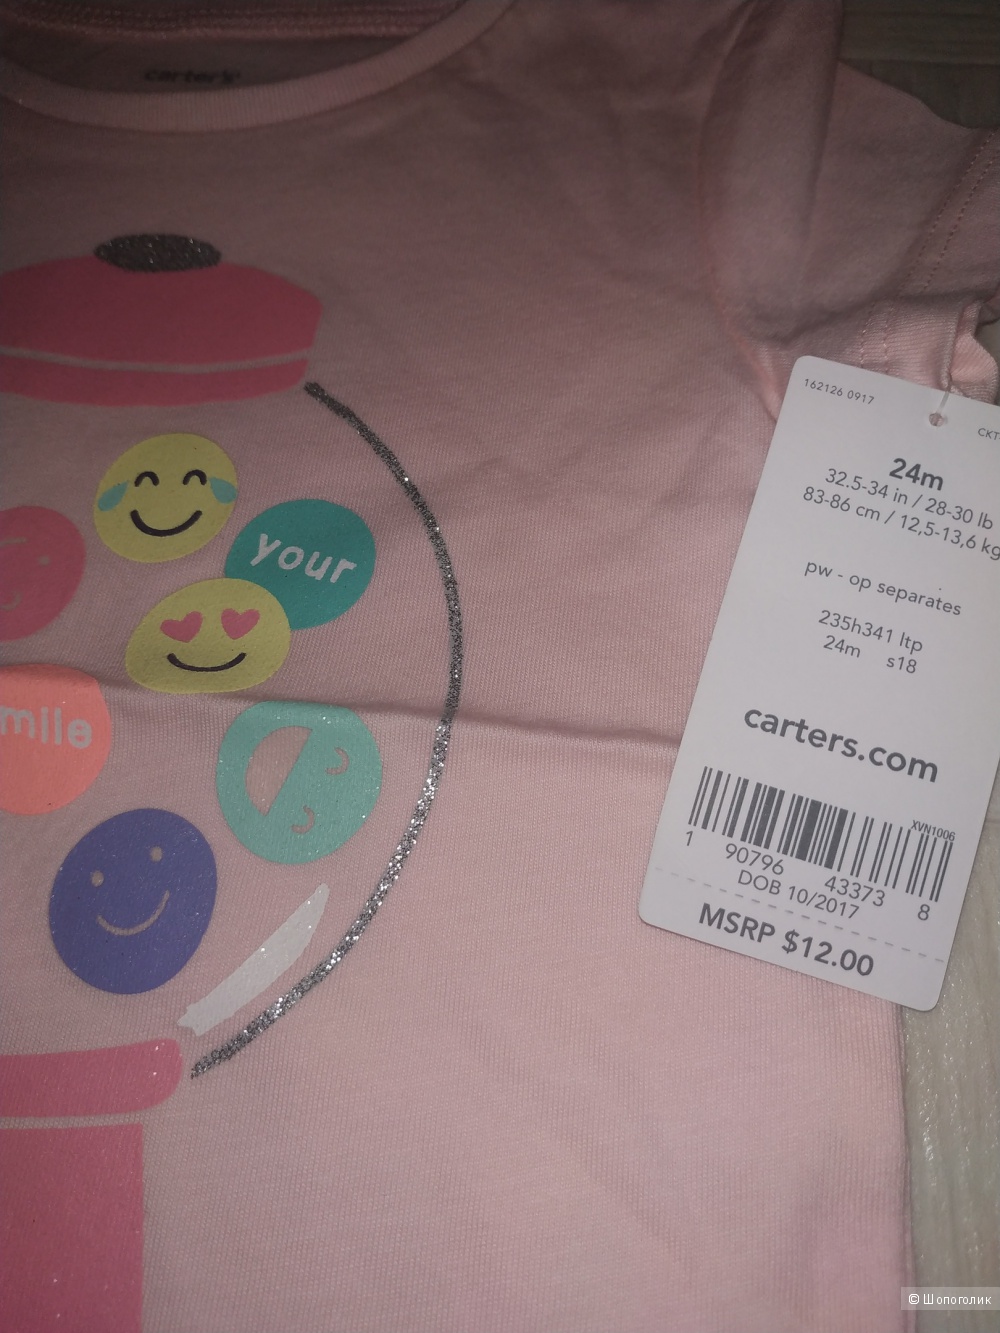 carter's
your
mile
162126 0917
CKT
24m
32.5-34 in / 28-30 lb
83-86 cm / 12,5-13,6 kg
pw - op separates
235h341 ltp
24m s18
carters.com
XVN1006
1 90796 43373 8
DOB 10/2017
MSRP $12.00
© Шопоголик